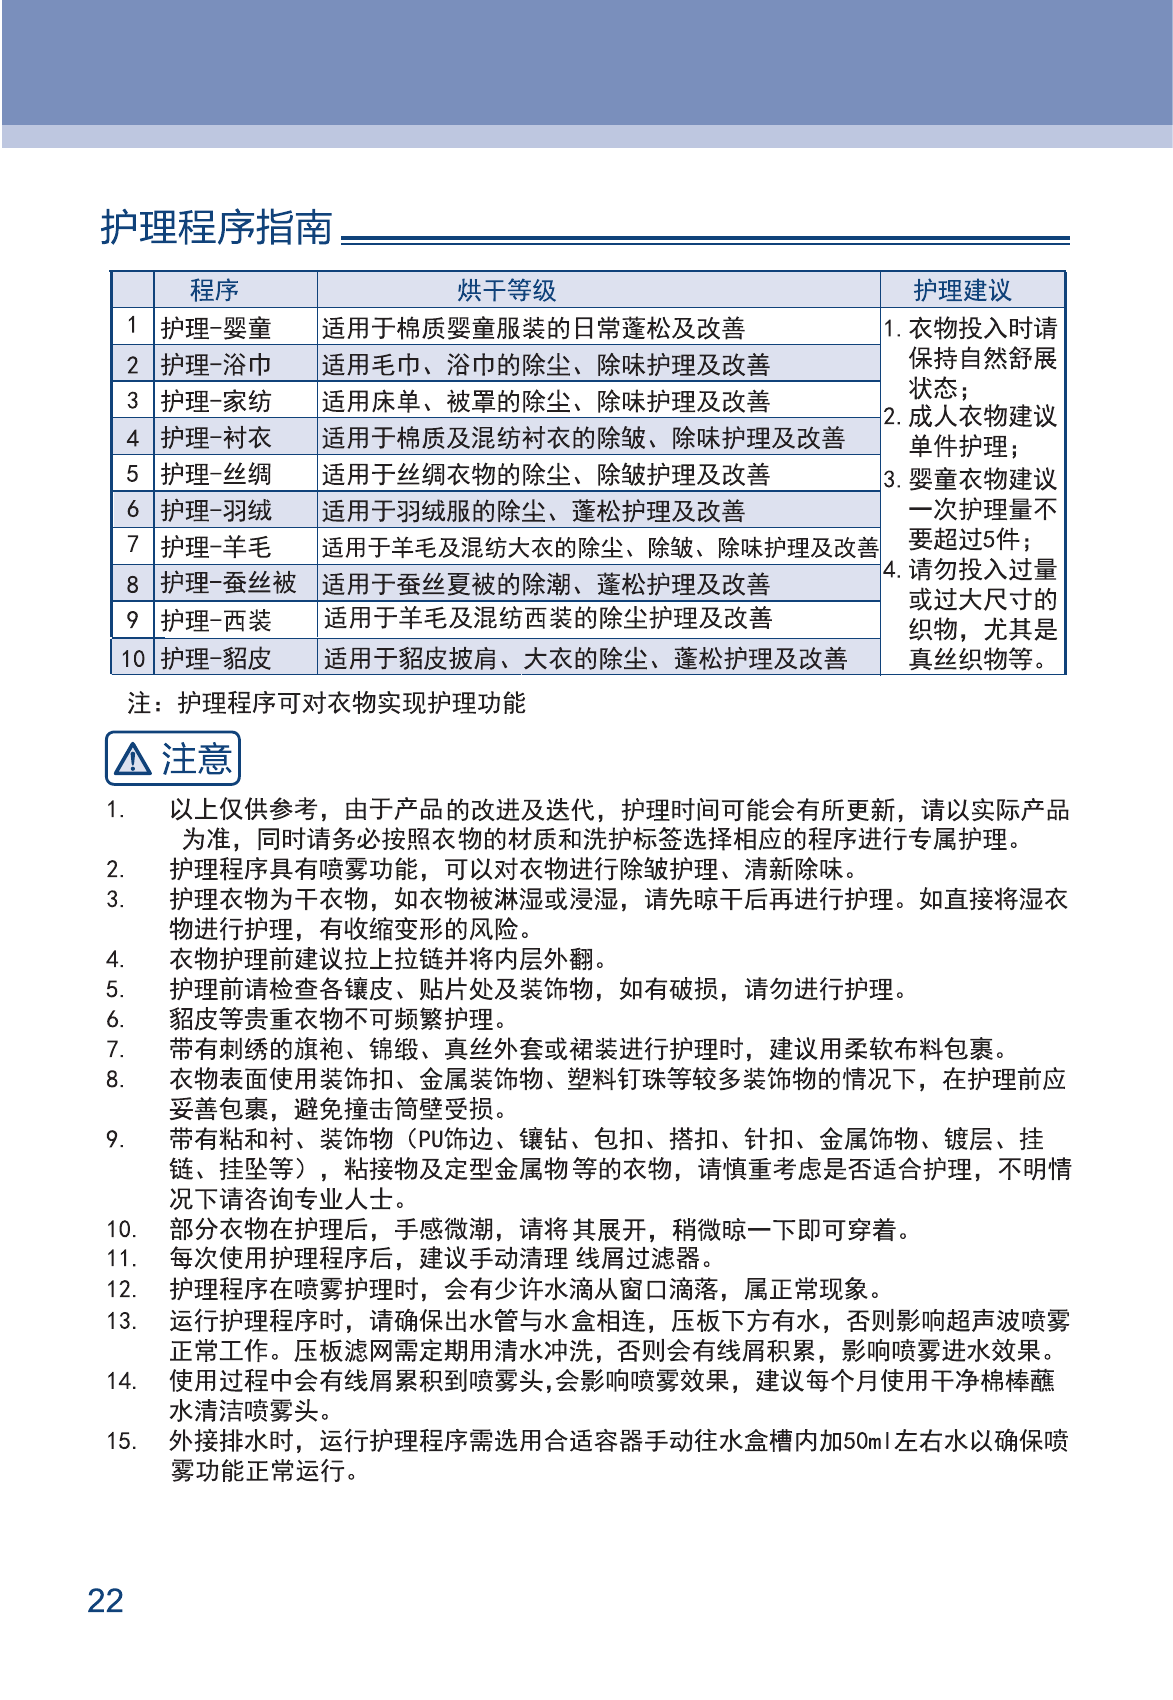 护理程序指南
程序 烘干等级 护理建议
1 护理-婴童 适用于棉质婴童服装的日常蓬松及改善
2 护理-浴巾 适用毛巾、浴巾的除尘、除味护理及改善
3 护理-家纺 适用床单、被罩的除尘、除味护理及改善
4 护理-衬衣 适用于棉质及混纺衬衣的除皱、除味护理及改善
5 护理-丝绸 适用于丝绸衣物的除尘、除皱护理及改善
6 护理-羽绒 适用于羽绒服的除尘、蓬松护理及改善
7 护理-羊毛 适用于羊毛及混纺大衣的除尘、除皱、除味护理及改善
8 护理-蚕丝被 适用于蚕丝夏被的除潮、蓬松护理及改善
9 护理-西装 适用于羊毛及混纺西装的除尘护理及改善
10 护理-貂皮 适用于貂皮披肩、大衣的除尘、蓬松护理及改善
1. 衣物投入时请
保持自然舒展
状态；
2. 成人衣物建议
单件护理；
3. 婴童衣物建议
一次护理量不
要超过5件；
4. 请勿投入过量
或过大尺寸的
织物，尤其是
真丝织物等。
注：护理程序可对衣物实现护理功能
注意
1. 以上仅供参考，由于产品的改进及迭代，护理时间可能会有所更新，请以实际产品
为准，同时请务必按照衣物的材质和洗护标签选择相应的程序进行专属护理。
2. 护理程序具有喷雾功能，可以对衣物进行除皱护理、清新除味。
3. 护理衣物为干衣物，如衣物被淋湿或浸湿，请先晾干后再进行护理。如直接将湿衣
物进行护理，有收缩变形的风险。
4. 衣物护理前建议拉上拉链并将内层外翻。
5. 护理前请检查各镶皮、贴片处及装饰物，如有破损，请勿进行护理。
6. 貂皮等贵重衣物不可频繁护理。
7. 带有刺绣的旗袍、锦缎、真丝外套或裙装进行护理时，建议用柔软布料包裹。
8. 衣物表面使用装饰扣、金属装饰物、塑料钉珠等较多装饰物的情况下，在护理前应
妥善包裹，避免撞击筒壁受损。
9. 带有粘和衬、装饰物（PU饰边、镶钻、包扣、搭扣、针扣、金属饰物、镀层、挂
链、挂坠等），粘接物及定型金属物等的衣物，请慎重考虑是否适合护理，不明情
况下请咨询专业人士。
10. 部分衣物在护理后，手感微潮，请将其展开，稍微晾一下即可穿着。
11. 每次使用护理程序后，建议手动清理 线屑过滤器。
12. 护理程序在喷雾护理时，会有少许水滴从窗口滴落，属正常现象。
13. 运行护理程序时，请确保出水管与水盒相连，压板下方有水，否则影响超声波喷雾
正常工作。压板滤网需定期用清水冲洗，否则会有线屑积累，影响喷雾进水效果。
14. 使用过程中会有线屑累积到喷雾头,会影响喷雾效果，建议每个月使用干净棉棒蘸
水清洁喷雾头。
15. 外接排水时，运行护理程序需选用合适容器手动往水盒槽内加50ml左右水以确保喷
雾功能正常运行。
22